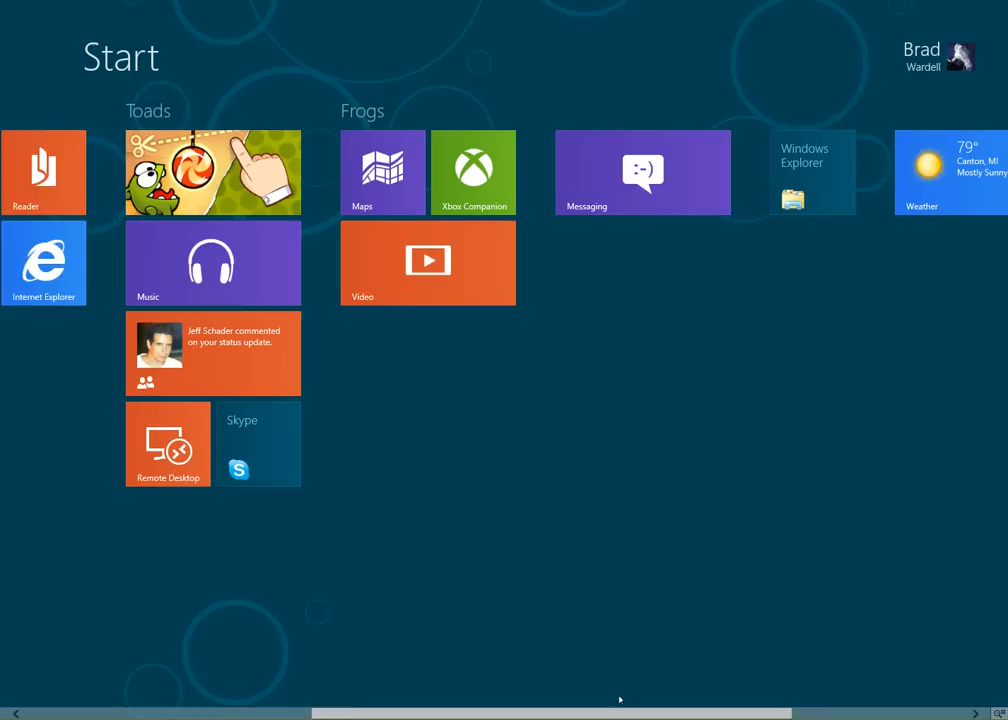 Start
Brad
Wardell
Toads
Frogs
Reader
Maps
Xbox Companion
Messaging
Windows
Explorer
79°
Canton, MI
Mostly Sunny
Weather
Internet Explorer
Music
Video
Jeff Schader commented
on your status update.
Remote Desktop
Skype
S